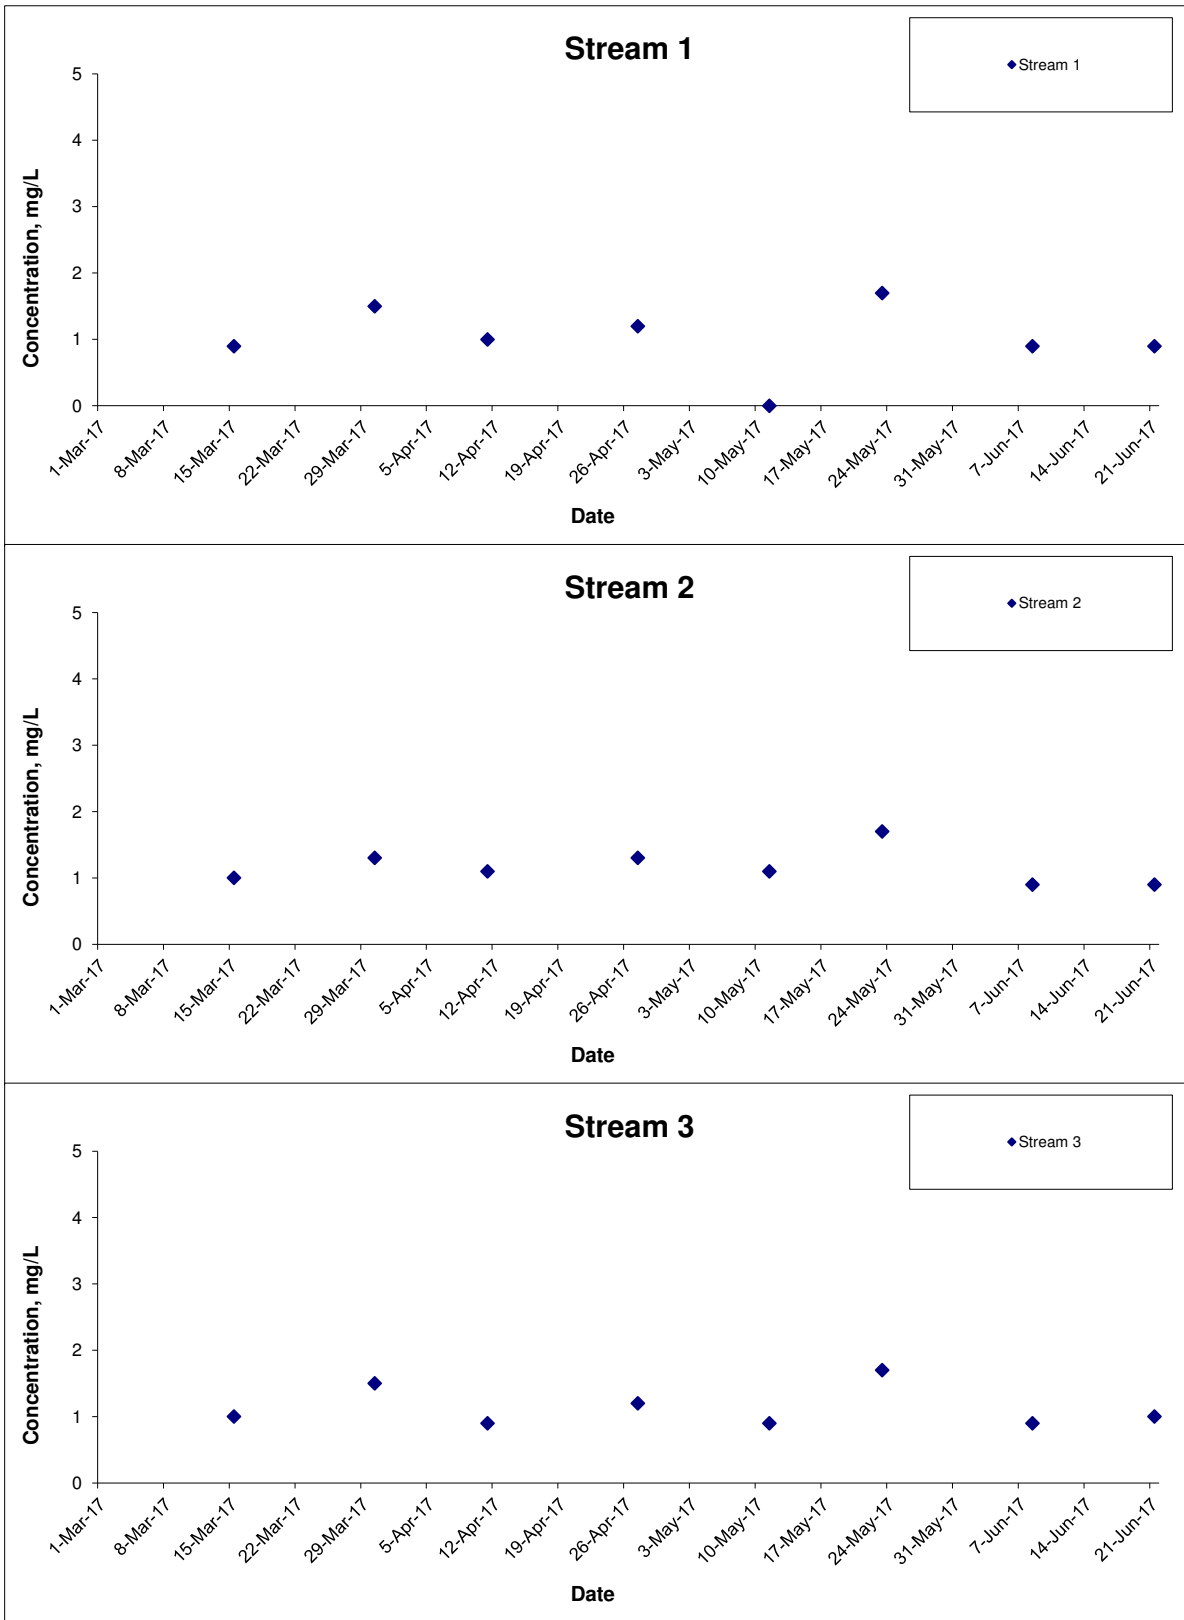 Stream 1
Stream 1
5
4
3
2
1
0
Concentration, mg/L
1-Mar-17
8-Mar-17
15-Mar-17
22-Mar-17
29-Mar-17
5-Apr-17
12-Apr-17
19-Apr-17
26-Apr-17
3-May-17
10-May-17
17-May-17
24-May-17
31-May-17
7-Jun-17
14-Jun-17
21-Jun-17
Date
Stream 2
Stream 2
5
4
3
2
1
0
Concentration, mg/L
1-Mar-17
8-Mar-17
15-Mar-17
22-Mar-17
29-Mar-17
5-Apr-17
12-Apr-17
19-Apr-17
26-Apr-17
3-May-17
10-May-17
17-May-17
24-May-17
31-May-17
7-Jun-17
14-Jun-17
21-Jun-17
Date
Stream 3
Stream 3
5
4
3
2
1
0
Concentration, mg/L
1-Mar-17
8-Mar-17
15-Mar-17
22-Mar-17
29-Mar-17
5-Apr-17
12-Apr-17
19-Apr-17
26-Apr-17
3-May-17
10-May-17
17-May-17
24-May-17
31-May-17
7-Jun-17
14-Jun-17
21-Jun-17
Date